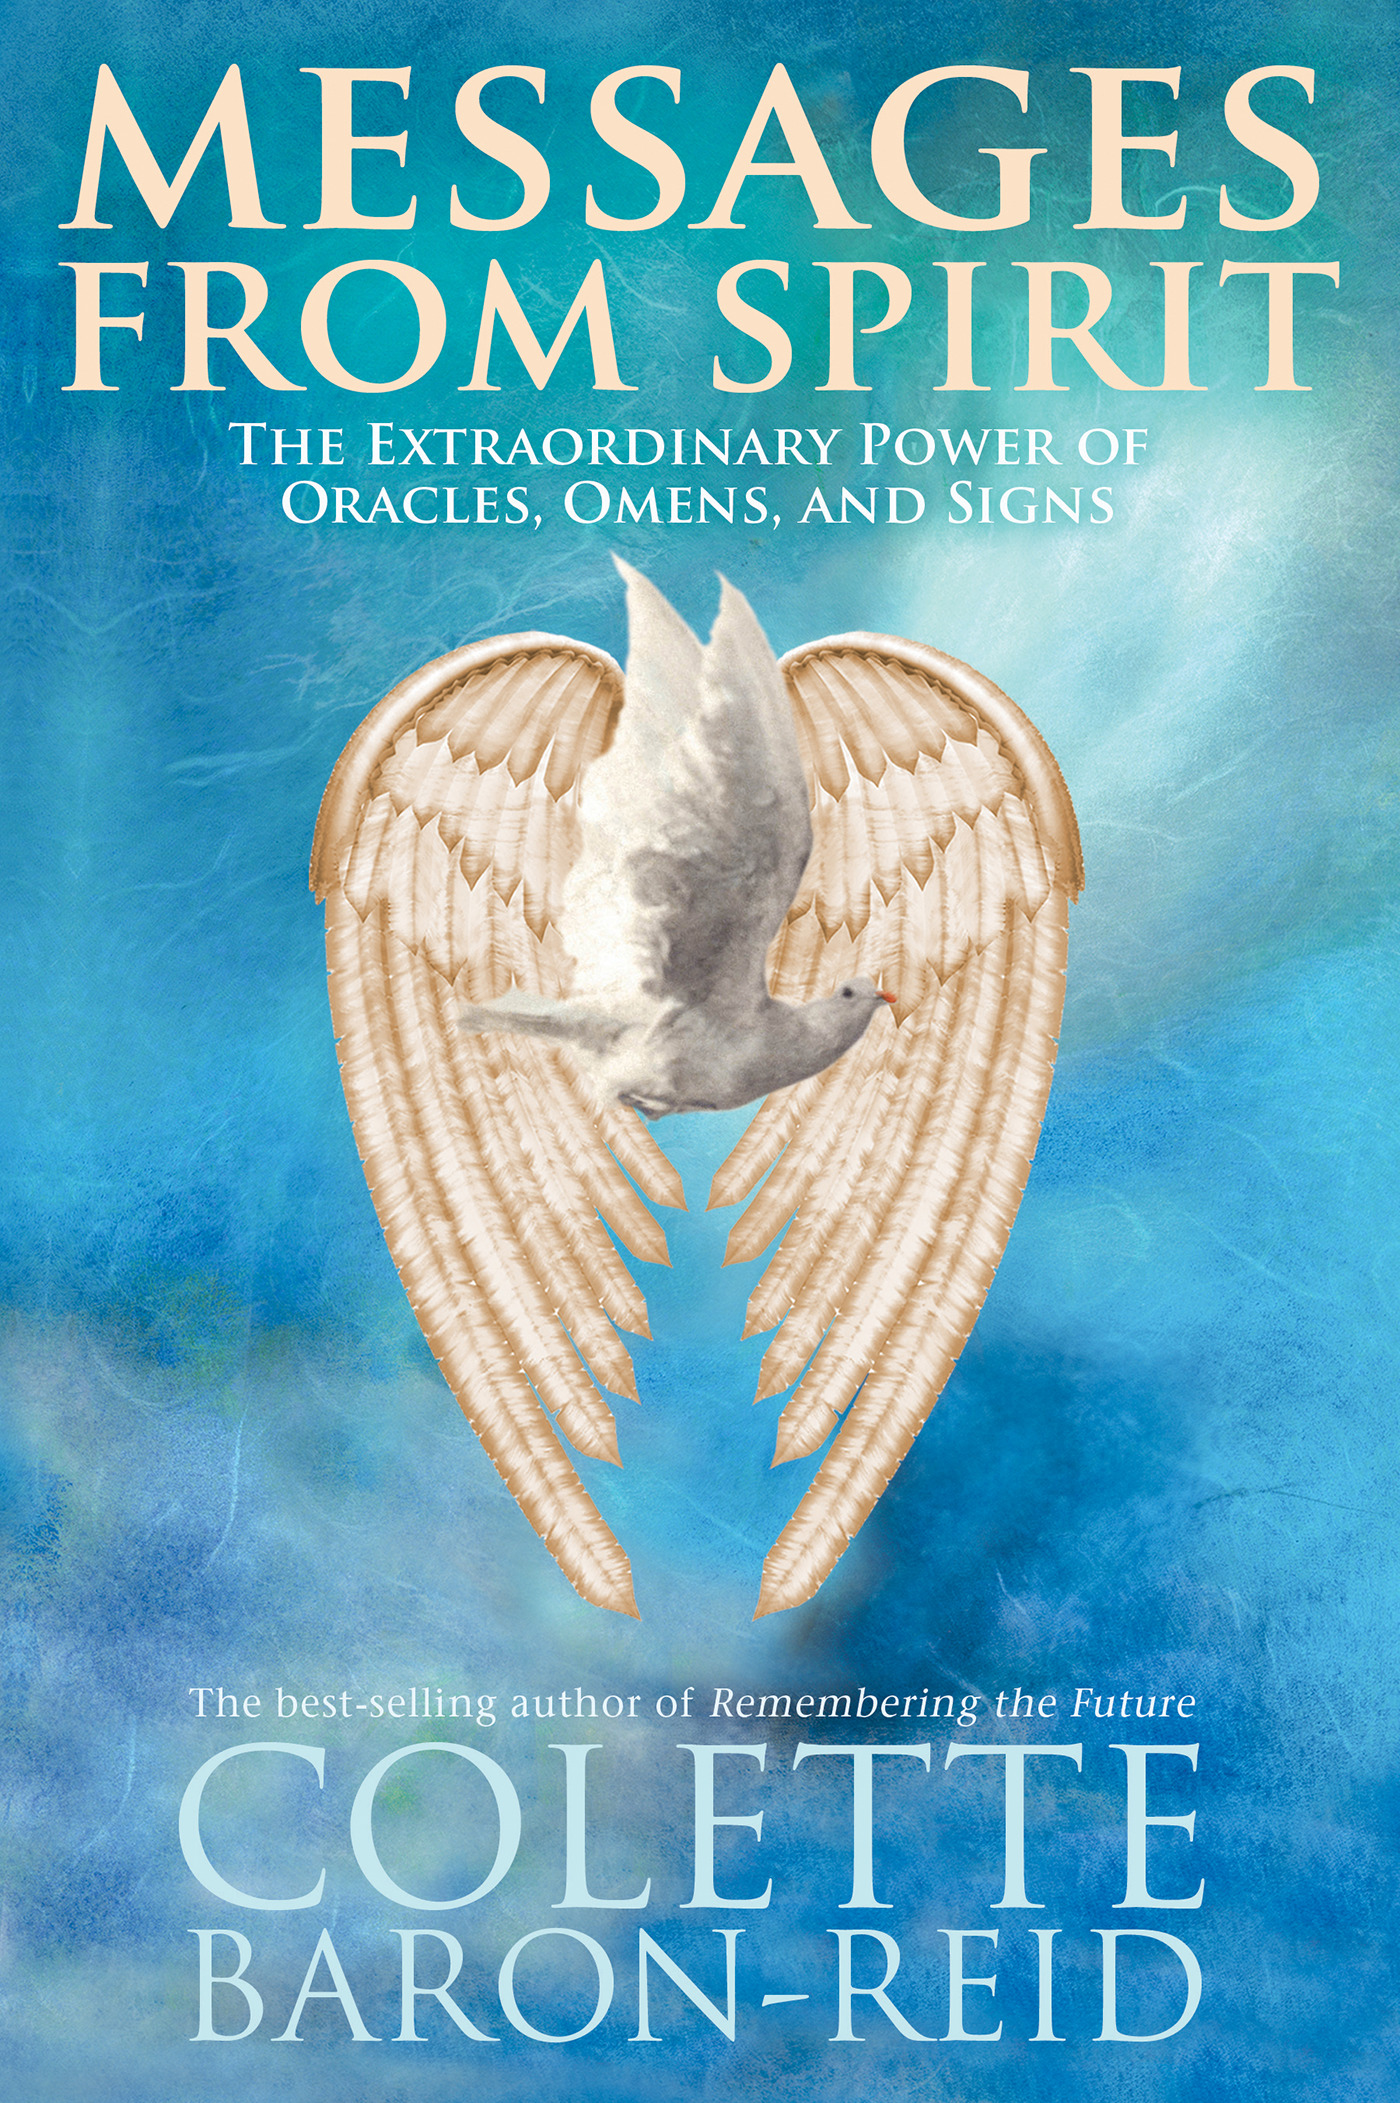 MESSAGES
FROM SPIRIT
THE EXTRAORDINARY POWER OF
ORACLES, OMENS, AND SIGNS
The best-selling author of Remembering the Future
COLETTE
BARON-REID